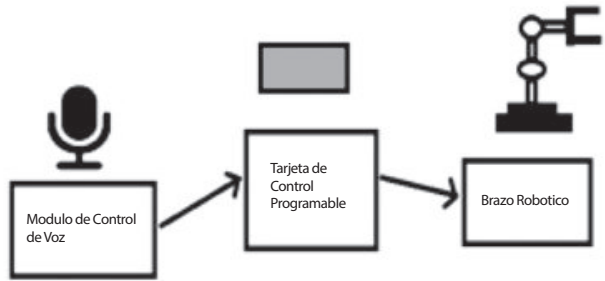 Modulo de Control
de Voz
Tarjeta de
Control
Programable
Brazo Robotico